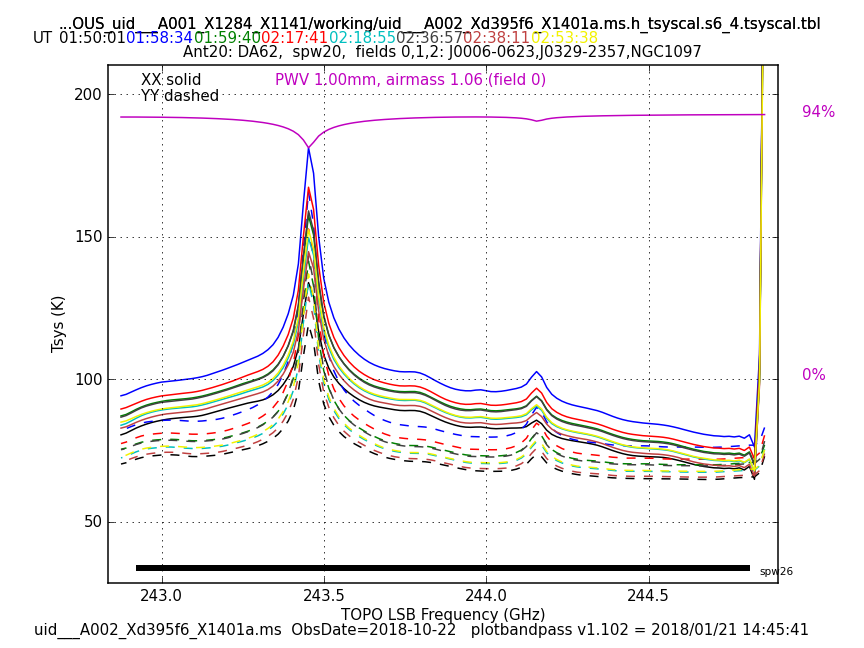 ...OUS_uid___A001_X1284_X1141/working/uid___A002_Xd395f6_X1401a.ms.h_tsyscal.s6_4.tsyscal.tbl
UT 01:50:01 01:58:34 01:59:40 02:17:41 02:18:55 02:36:57 02:38:11 02:53:38
Ant20: DA62, spw20, fields 0,1,2: J0006-0623,J0329-2357,NGC1097
XX solid
PWV 1.00mm, airmass 1.06 (field 0)
YY dashed
200
94%
150
Tsys (K)
100
0%
50
spw26
243.0 243.5 244.0 244.5
TOPO LSB Frequency (GHz)
uid___A002_Xd395f6_X1401a.ms ObsDate=2018-10-22 plotbandpass v1.102 = 2018/01/21 14:45:41